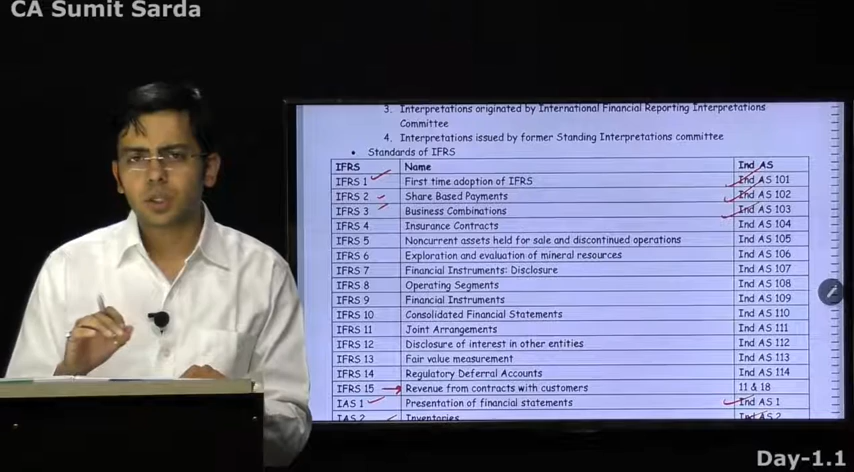 CA Sumit Sarda
3. Interpretations originated by International Financial Reporting Interpretations
Committee
4. Interpretations issued by former Standing Interpretations committee
• Standards of IFRS
IFRS Name Ind AS
IFRS 1 First time adoption of IFRS Ind AS 101
IFRS 2 Share Based Payments Ind AS 102
IFRS 3 Business Combinations Ind AS 103
IFRS 4 Insurance Contracts Ind AS 104
IFRS 5 Noncurrent assets held for sale and discontinued operations Ind AS 105
IFRS 6 Exploration and evaluation of mineral resources Ind AS 106
IFRS 7 Financial Instruments: Disclosure Ind AS 107
IFRS 8 Operating Segments Ind AS 108
IFRS 9 Financial Instruments Ind AS 109
IFRS 10 Consolidated Financial Statements Ind AS 110
IFRS 11 Joint Arrangements Ind AS 111
IFRS 12 Disclosure of interest in other entities Ind AS 112
IFRS 13 Fair value measurement Ind AS 113
IFRS 14 Regulatory Deferral Accounts Ind AS 114
IFRS 15 Revenue from contracts with customers 11 & 18
IAS 1 Presentation of financial statements Ind AS 1
IAS 2 Inventories Ind AS 2
Day-1.1